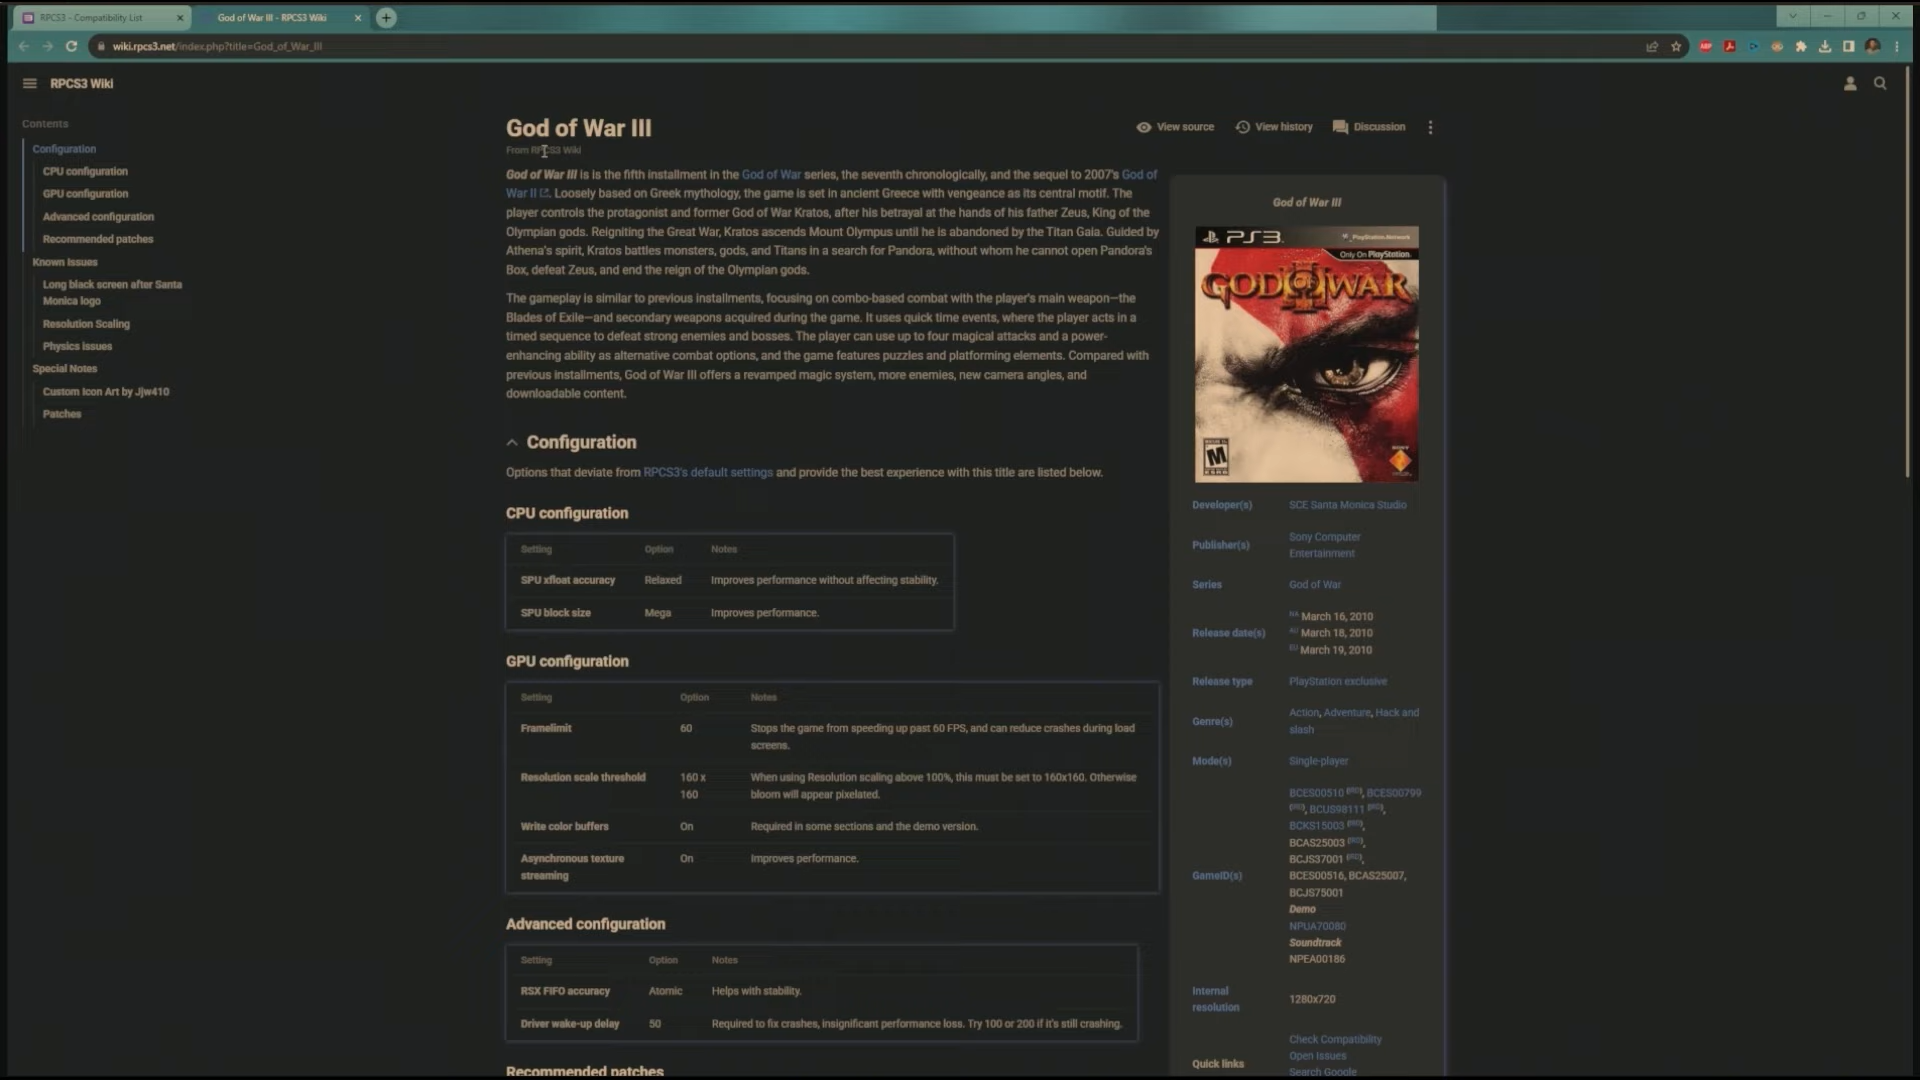 RPCS3 - Compatibility List
God of War III - RPCS3 Wiki
wiki.rpcs3.net/index.php?title=God_of_War_III
RPCS3 Wiki
Contents
Configuration
CPU configuration
GPU configuration
Advanced configuration
Recommended patches
Known Issues
Long black screen after Santa
Monica logo
Resolution Scaling
Physics issues
Special Notes
Custom Icon Art by Jjw410
Patches
God of War III
View source
View history
Discussion
From RPCS3 Wiki
God of War III is is the fifth installment in the God of War series, the seventh chronologically, and the sequel to 2007's God of
War II. Loosely based on Greek mythology, the game is set in ancient Greece with vengeance as its central motif. The
player controls the protagonist and former God of War Kratos, after his betrayal at the hands of his father Zeus, King of the
Olympian gods. Reigniting the Great War, Kratos ascends Mount Olympus until he is abandoned by the Titan Gaia. Guided by
Athena's spirit, Kratos battles monsters, gods, and Titans in a search for Pandora, without whom he cannot open Pandora's
Box, defeat Zeus, and end the reign of the Olympian gods.
The gameplay is similar to previous installments, focusing on combo-based combat with the player's main weapon—the
Blades of Exile—and secondary weapons acquired during the game. It uses quick time events, where the player acts in a
timed sequence to defeat strong enemies and bosses. The player can use up to four magical attacks and a power-
enhancing ability as alternative combat options, and the game features puzzles and platforming elements. Compared with
previous installments, God of War III offers a revamped magic system, more enemies, new camera angles, and
downloadable content.
Configuration
Options that deviate from RPCS3's default settings and provide the best experience with this title are listed below.
CPU configuration
Setting Option Notes
SPU xfloat accuracy Relaxed Improves performance without affecting stability.
SPU block size Mega Improves performance.
GPU configuration
Setting Option Notes
Framelimit 60 Stops the game from speeding up past 60 FPS, and can reduce crashes during load
screens.
Resolution scale threshold 160 x When using Resolution scaling above 100%, this must be set to 160x160. Otherwise
160 bloom will appear pixelated.
Write color buffers On Required in some sections and the demo version.
Asynchronous texture On Improves performance.
streaming
Advanced configuration
Setting Option Notes
RSX FIFO accuracy Atomic Helps with stability.
Driver wake-up delay 50 Required to fix crashes, insignificant performance loss. Try 100 or 200 if it's still crashing.
Recommended patches
God of War III
PS3
PlayStation Network
Only On PlayStation
GOD OF WAR
III
M
SONY
Developer(s) SCE Santa Monica Studio
Publisher(s) Sony Computer
Entertainment
Series God of War
Release date(s)
NA March 16, 2010
AU March 18, 2010
EU March 19, 2010
Release type PlayStation exclusive
Genre(s) Action, Adventure, Hack and
slash
Mode(s) Single-player
GameID(s)
BCES00510 (IRD), BCES00799
(IRD), BCUS98111 (IRD),
BCKS15003 (IRD),
BCAS25003 (IRD),
BCJS37001 (IRD),
BCES00516, BCAS25007,
BCJS75001
Demo
NPUA70080
Soundtrack
NPEA00186
Internal
resolution 1280x720
Quick links
Check Compatibility
Open Issues
Search Google